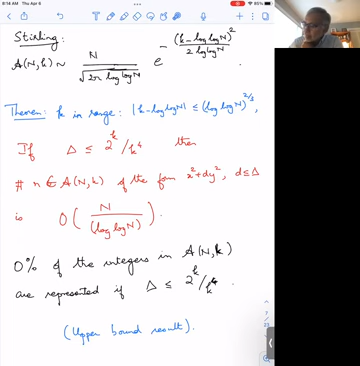 8:14 AM Thu Apr 6
Stirling:
A(N,k) ~ N / √(2π log log N) e^{-(k - log log N)² / (2 log log N)}.
Theorem: k in range: |k - log log N| ≤ (log log N)^{2/3},
If Δ ≤ 2^k/k^4 then
# n ∈ A(N,k) of the form x²+dy², d ≤ Δ
is O( N / (log log N) ).
0% of the integers in A(N,k)
are represented if Δ ≤ 2^k/k^4.
(Upper bound result).